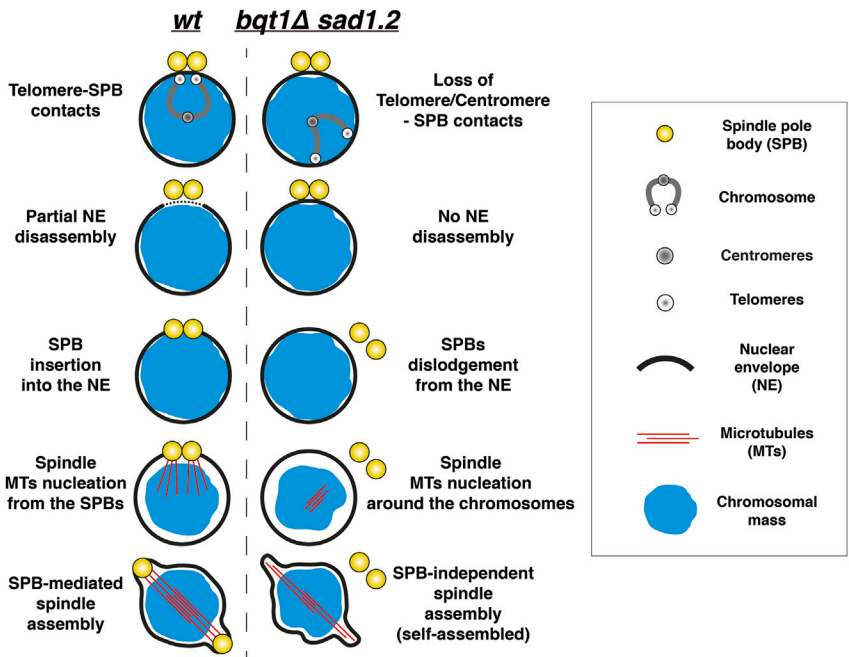 wt
bqt1Δ sad1.2
Telomere-SPB
contacts
Loss of
Telomere/Centromere
- SPB contacts
Partial NE
disassembly
No NE
disassembly
SPB
insertion
into the NE
SPBs
dislodgement
from the NE
Spindle
MTs nucleation
from the SPBs
Spindle
MTs nucleation
around the chromosomes
SPB-mediated
spindle
assembly
SPB-independent
spindle
assembly
(self-assembled)
Spindle pole
body (SPB)
Chromosome
Centromeres
Telomeres
Nuclear
envelope
(NE)
Microtubules
(MTs)
Chromosomal
mass